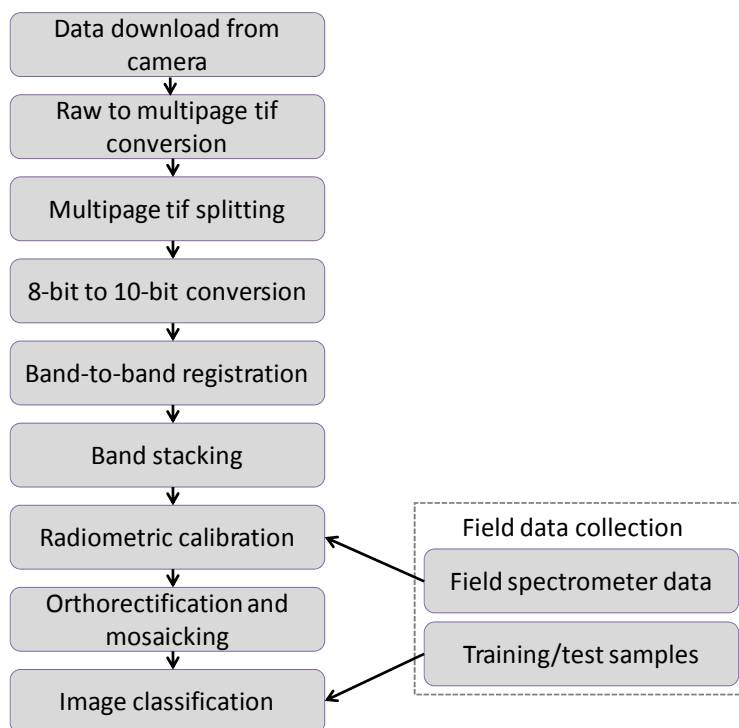 Data download from
camera
Raw to multipage tif
conversion
Multipage tif splitting
8-bit to 10-bit conversion
Band-to-band registration
Band stacking
Radiometric calibration
Orthorectification and
mosaicking
Image classification
Field data collection
Field spectrometer data
Training/test samples